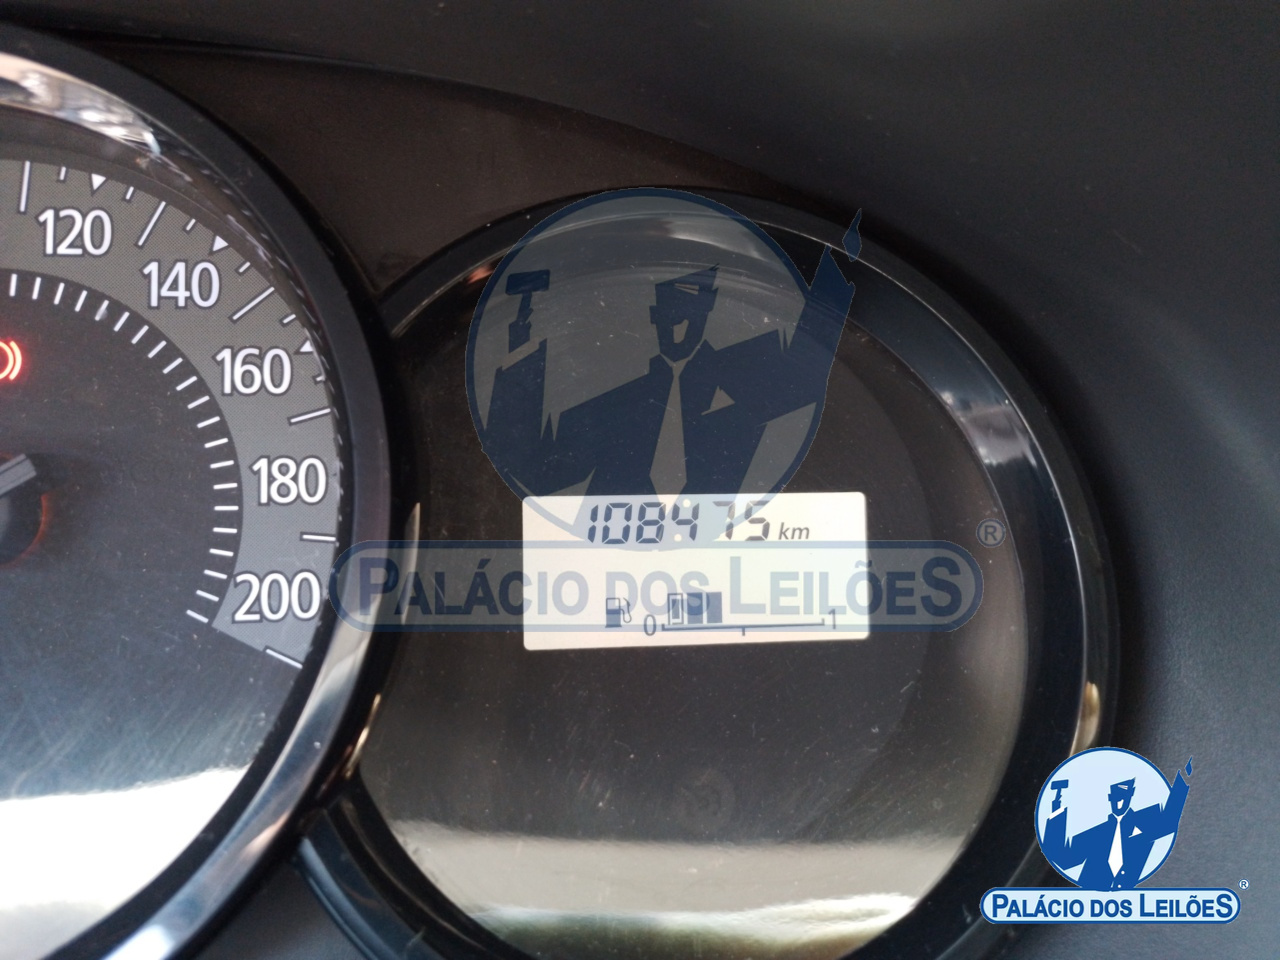 120
140
160
180
200
108475 km
0 1
PALÁCIO DOS LEILÕES ®
PALÁCIO DOS LEILÕES ®